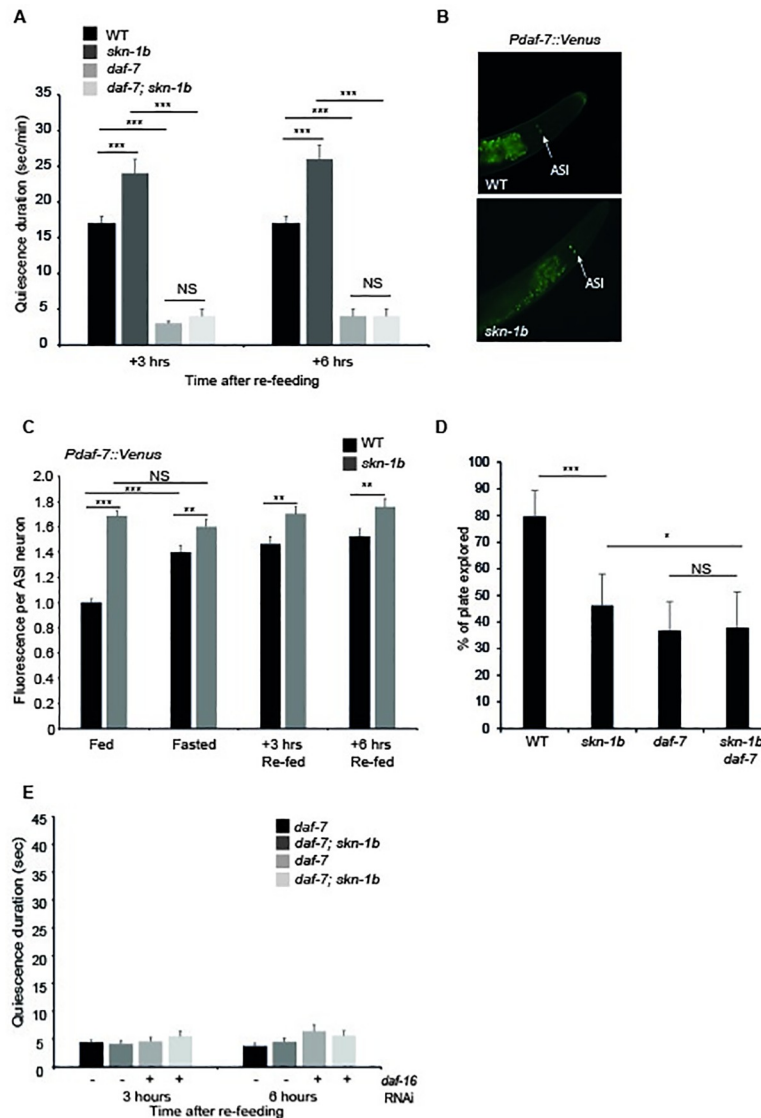 A
WT
skn-1b
daf-7
daf-7; skn-1b
Quiescence duration (sec/min)
35
30
25
20
15
10
5
0
*** *** *** NS
*** *** *** NS
+3 hrs +6 hrs
Time after re-feeding
B
Pdaf-7::Venus
ASI
WT
ASI
skn-1b
C
Pdaf-7::Venus
WT
skn-1b
Fluorescence per ASI neuron
2.0
1.8
1.6
1.4
1.2
1.0
0.8
0.6
0.4
0.2
0
NS
***
*** ** ** **
Fed Fasted +3 hrs +6 hrs
Re-fed Re-fed
D
% of plate explored
100
90
80
70
60
50
40
30
20
10
0
***
*
NS
WT skn-1b daf-7 skn-1b
daf-7
E
daf-7
daf-7; skn-1b
daf-7
daf-7; skn-1b
Quiescence duration (sec)
45
40
35
30
25
20
15
10
5
0
- - + + - - + + daf-16
3 hours 6 hours RNAi
Time after re-feeding